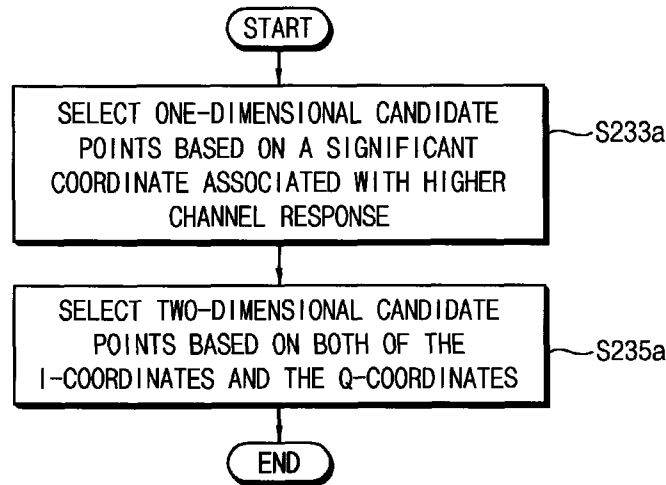 START
SELECT ONE-DIMENSIONAL CANDIDATE
POINTS BASED ON A SIGNIFICANT
COORDINATE ASSOCIATED WITH HIGHER
CHANNEL RESPONSE
S233a
SELECT TWO-DIMENSIONAL CANDIDATE
POINTS BASED ON BOTH OF THE
I-COORDINATES AND THE Q-COORDINATES
S235a
END